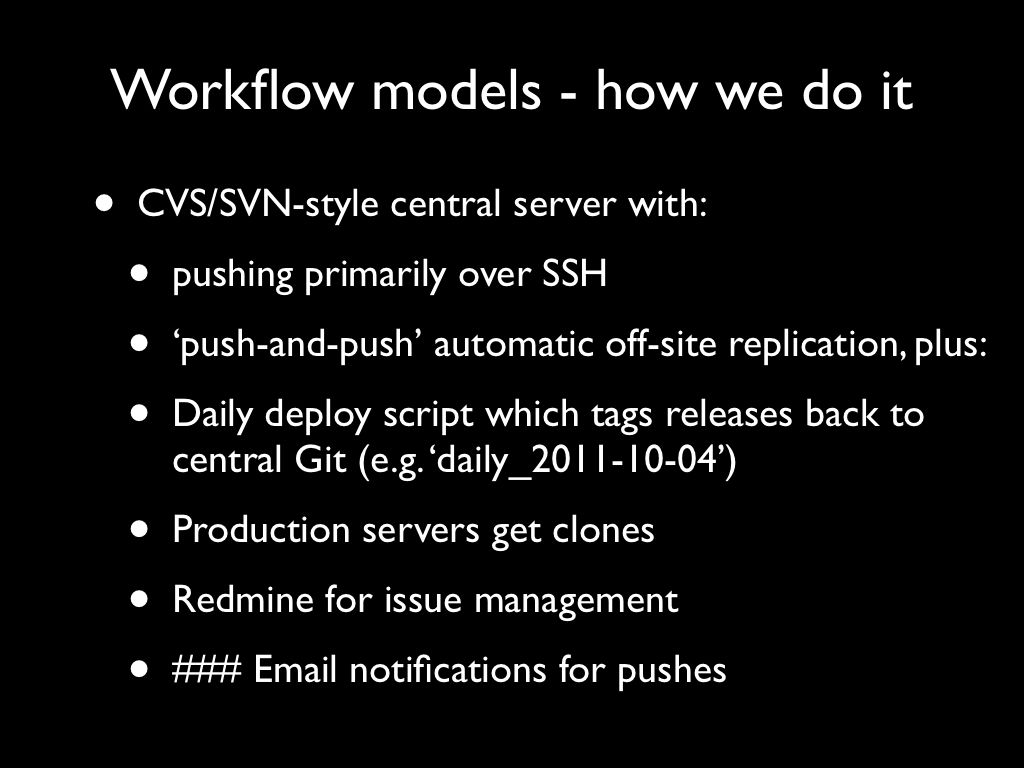 Workflow models - how we do it
• CVS/SVN-style central server with:
• pushing primarily over SSH
• ‘push-and-push’ automatic off-site replication, plus:
• Daily deploy script which tags releases back to
central Git (e.g. ‘daily_2011-10-04’)
• Production servers get clones
• Redmine for issue management
• ### Email notifications for pushes